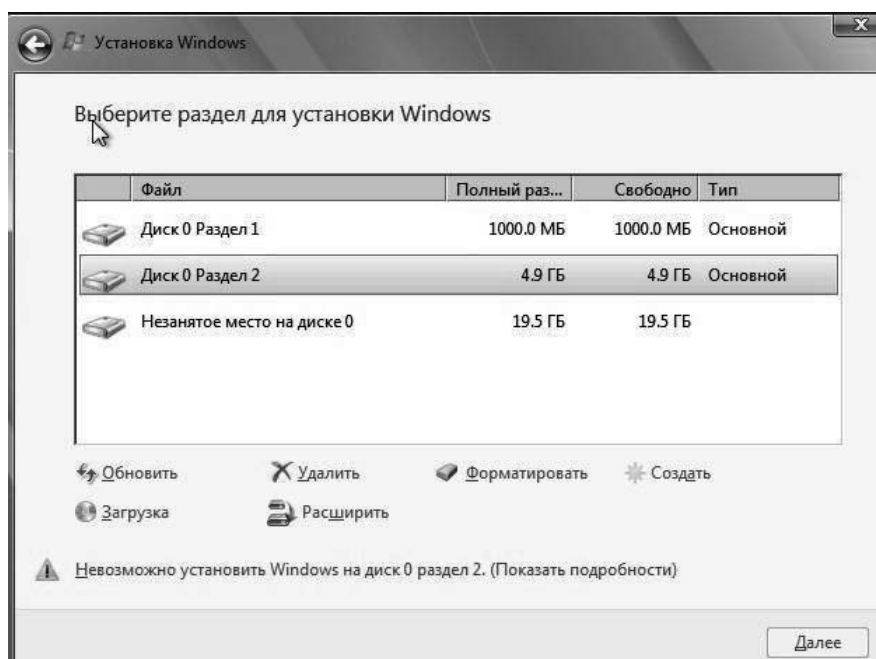 Установка Windows
Выберите раздел для установки Windows
Файл Полный раз... Свободно Тип
Диск 0 Раздел 1 1000.0 МБ 1000.0 МБ Основной
Диск 0 Раздел 2 4.9 ГБ 4.9 ГБ Основной
Незанятое место на диске 0 19.5 ГБ 19.5 ГБ
Обновить Удалить Форматировать Создать
Загрузка Расширить
Невозможно установить Windows на диск 0 раздел 2. (Показать подробности)
Далее